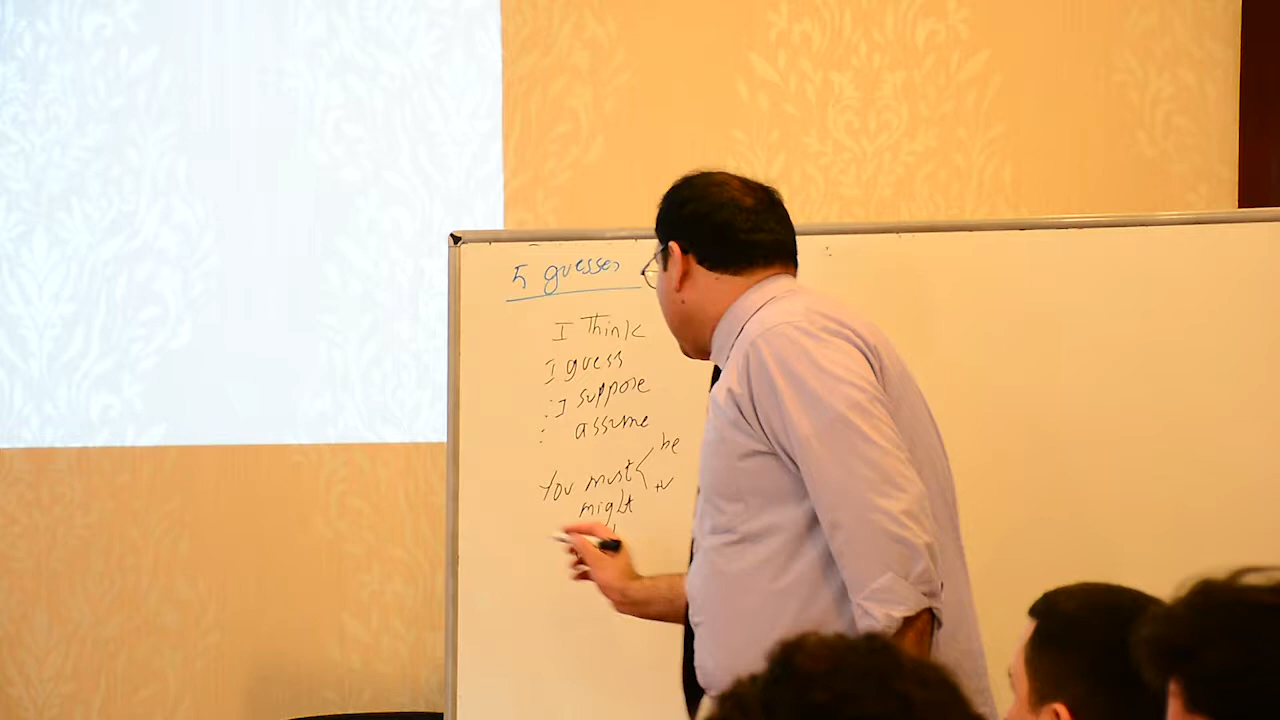 5 guesses
I Think
I guess
I suppose
assume
You must be
might